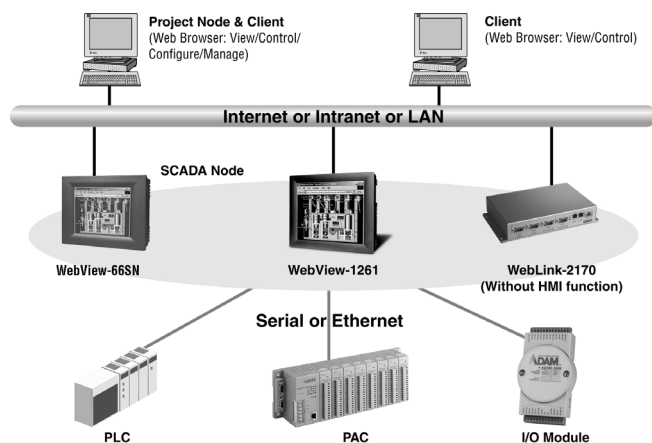 Project Node & Client
(Web Browser: View/Control/
Configure/Manage)
Client
(Web Browser: View/Control)
Internet or Intranet or LAN
SCADA Node
WebView-66SN
WebView-1261
WebLink-2170
(Without HMI function)
Serial or Ethernet
ADAM
ADAM
PLC
PAC
I/O Module